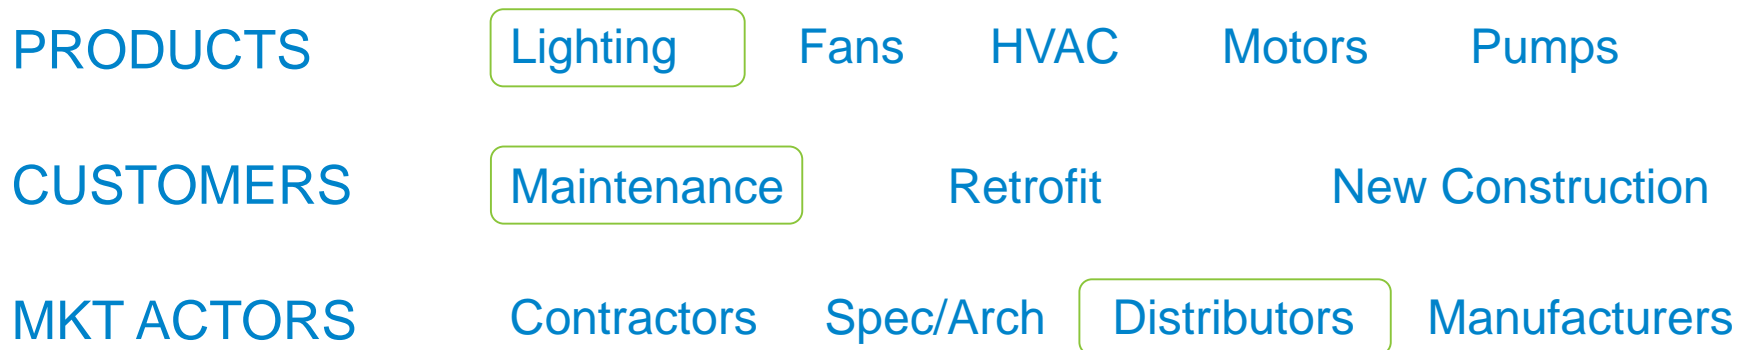 PRODUCTS Lighting Fans HVAC Motors Pumps
CUSTOMERS Maintenance Retrofit New Construction
MKT ACTORS Contractors Spec/Arch Distributors Manufacturers